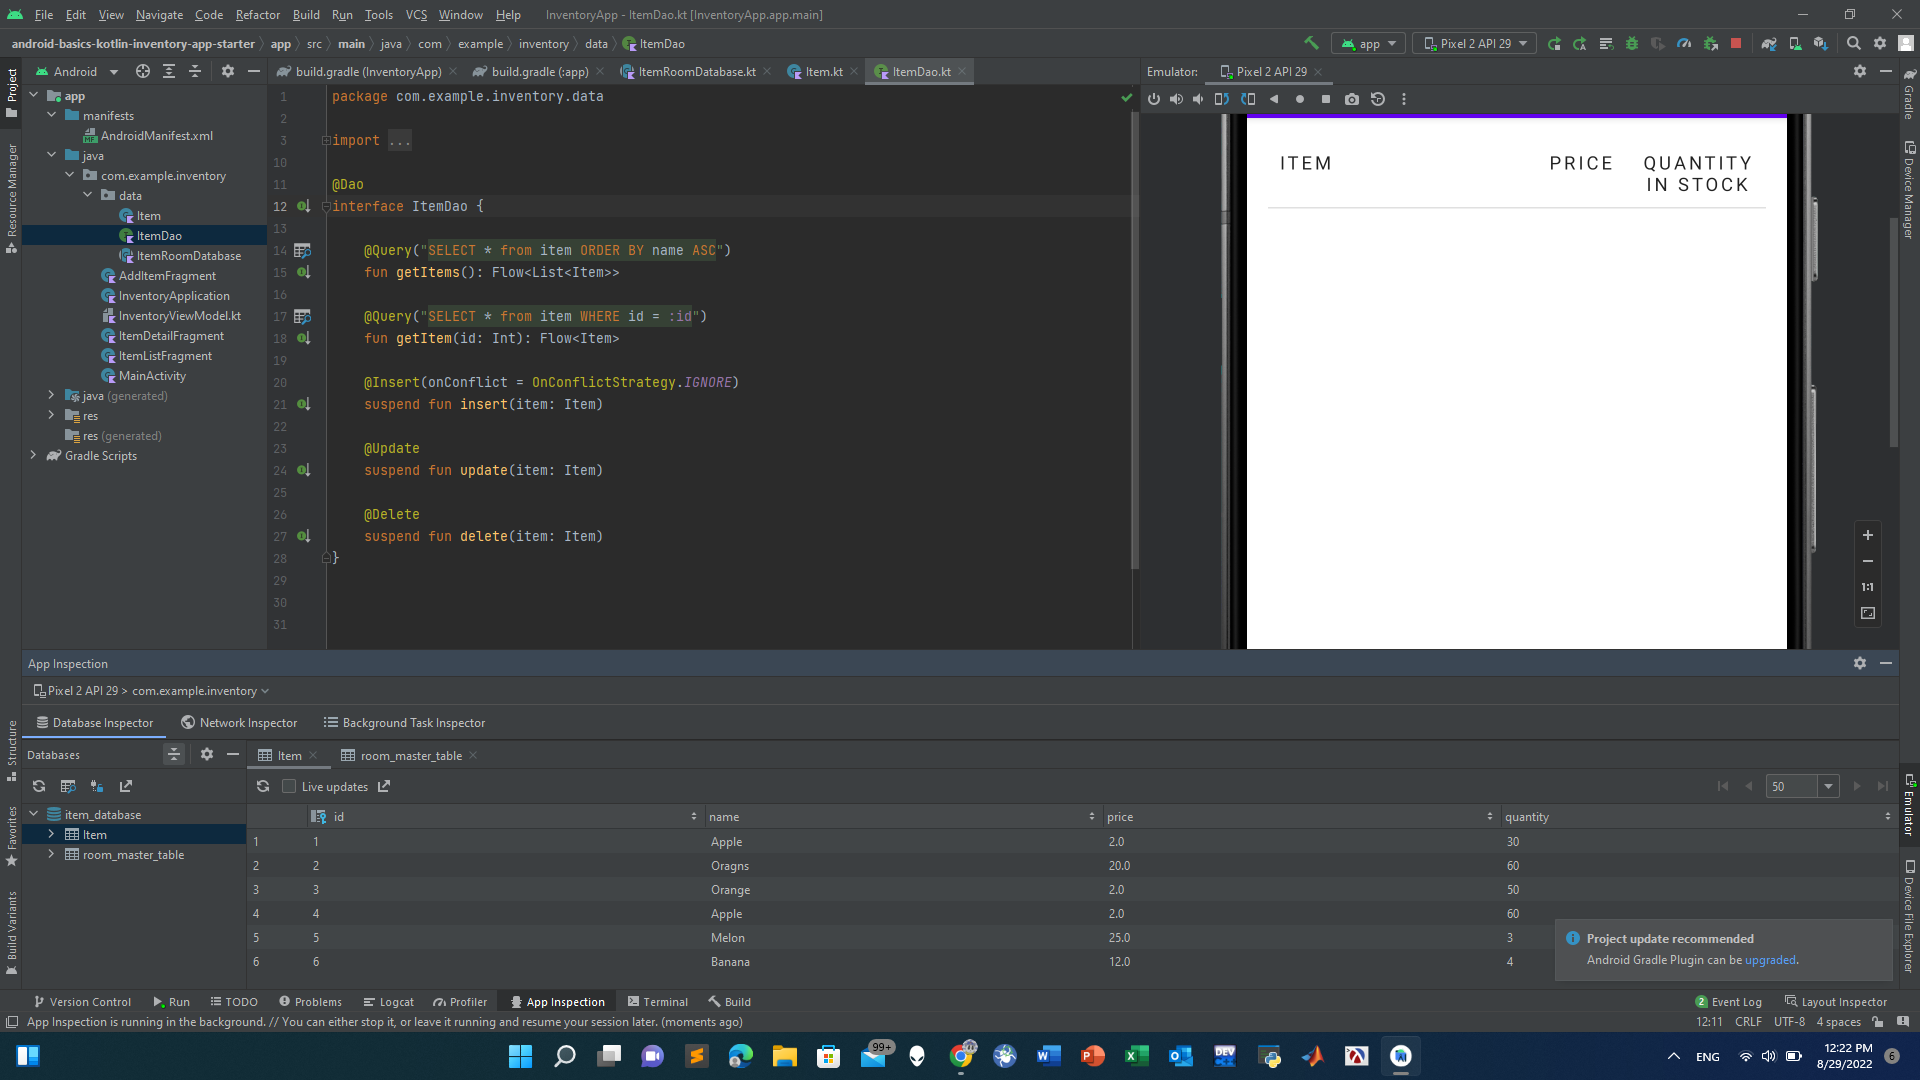 File Edit View Navigate Code Refactor Build Run Tools VCS Window Help InventoryApp - ItemDao.kt [InventoryApp.app.main]
android-basics-kotlin-inventory-app-starter app src main java com example inventory data ItemDao
app Pixel 2 API 29
Project
Android
build.gradle (InventoryApp) build.gradle (:app) ItemRoomDatabase.kt Item.kt ItemDao.kt
Emulator: Pixel 2 API 29
Gradle
Device Manager
Resource Manager
app
manifests
AndroidManifest.xml
java
com.example.inventory
data
Item
ItemDao
ItemRoomDatabase
AddItemFragment
InventoryApplication
InventoryViewModel.kt
ItemDetailFragment
ItemListFragment
MainActivity
java (generated)
res
res (generated)
Gradle Scripts
1 package com.example.inventory.data
2
3 import ...
10
11 @Dao
12 interface ItemDao {
13
14 @Query("SELECT * from item ORDER BY name ASC")
15 fun getItems(): Flow<List<Item>>
16
17 @Query("SELECT * from item WHERE id = :id")
18 fun getItem(id: Int): Flow<Item>
19
20 @Insert(onConflict = OnConflictStrategy.IGNORE)
21 suspend fun insert(item: Item)
22
23 @Update
24 suspend fun update(item: Item)
25
26 @Delete
27 suspend fun delete(item: Item)
28 }
29
30
31
ITEM PRICE QUANTITY
IN STOCK
1:1
App Inspection
Pixel 2 API 29 > com.example.inventory
Database Inspector Network Inspector Background Task Inspector
Structure
Favorites
Build Variants
Databases
Item room_master_table
Live updates
50
item_database
Item
room_master_table
id name price quantity
1 1 Apple 2.0 30
2 2 Oragns 20.0 60
3 3 Orange 2.0 50
4 4 Apple 2.0 60
5 5 Melon 25.0 3
6 6 Banana 12.0 4
Project update recommended
Android Gradle Plugin can be upgraded.
Emulator
Device File Explorer
Version Control Run TODO Problems Logcat Profiler App Inspection Terminal Build
2 Event Log Layout Inspector
App Inspection is running in the background. // You can either stop it, or leave it running and resume your session later. (moments ago)
12:11 CRLF UTF-8 4 spaces
99+
DEV
ENG
12:22 PM
8/29/2022
6